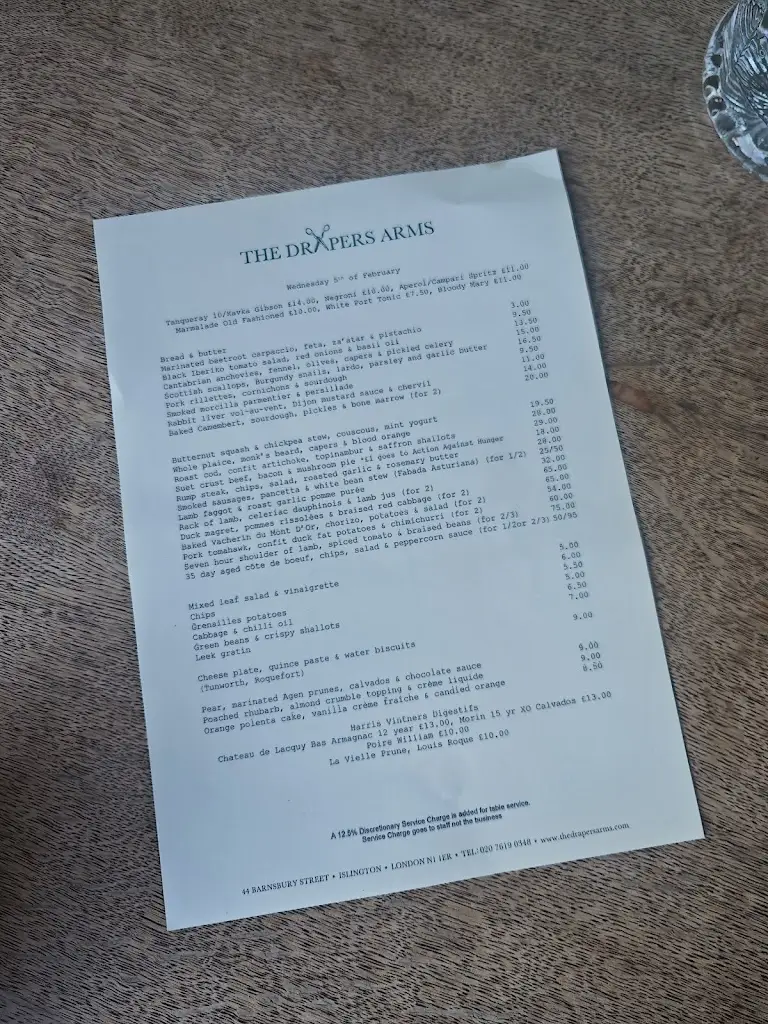 THE DRAPERS ARMS
Wednesday 5th of February
Tanqueray 10/Havka Gibson £14.00, Negroni £10.00, Aperol/Campari Spritz £11.00
Marmalade Old Fashioned £10.00, White Port Tonic £7.50, Bloody Mary £11.00
Bread & butter 3.00
Marinated beetroot carpaccio, feta, za'atar & pistachio 9.50
Black Iberiko tomato salad, red onions & basil oil 13.50
Cantabrian anchovies, fennel, olives, capers & pickled celery 15.00
Scottish scallops, Burgundy snails, lardo, parsley and garlic butter 16.50
Pork rillettes, cornichons & sourdough 9.50
Smoked morcilla parmentier & persillade 11.00
Rabbit liver vol-au-vent, Dijon mustard sauce & chervil 14.00
Baked Camembert, sourdough, pickles & bone marrow (for 2) 20.00
Butternut squash & chickpea stew, couscous, mint yogurt 19.50
Whole plaice, monk's beard, capers & blood orange
Roast cod, confit artichoke, topinambur & saffron shallots 29.00
Suet crust beef, bacon & mushroom pie *£1 goes to Action Against Hunger 18.00
Rump steak, chips, salad, roasted garlic & rosemary butter 28.00
Smoked sausages, pancetta & white bean stew (Fabada Asturiana) (for 1/2) 25/50
Lamb faggot & roast garlic pomme purée 32.00
Rack of lamb, celeriac dauphinois & lamb jus (for 2) 65.00
Duck magret, pommes rissolées & braised red cabbage (for 2) 65.00
Baked Vacherin du Mont D'Or, chorizo, potatoes & salad (for 2) 54.00
Pork tomahawk, confit duck fat potatoes & chimichurri (for 2) 60.00
Seven hour shoulder of lamb, spiced tomato & braised beans (for 2/3) 75.00
35 day aged côte de boeuf, chips, salad & peppercorn sauce (for 1/2or 2/3) 50/95
Mixed leaf salad & vinaigrette 5.00
Chips 6.00
Grenailles potatoes 5.50
Cabbage & chilli oil 5.00
Green beans & crispy shallots 6.50
Leek gratin 7.00
Cheese plate, quince paste & water biscuits 9.00
(Tunworth, Roquefort)
Pear, marinated Agen prunes, calvados & chocolate sauce 9.00
Poached rhubarb, almond crumble topping & crème liquide 9.00
Orange polenta cake, vanilla crème fraîche & candied orange 8.50
Harris Vintners Digestifs
Chateau de Lacquy Bas Armagnac 12 year £13.00, Morin 15 yr XO Calvados £13.00
Poire William £10.00
La Vielle Prune, Louis Roque £10.00
A 12.5% Discretionary Service Charge is added for table service.
Service Charge goes to staff not the business
44 BARNSBURY STREET • ISLINGTON • LONDON N1 1ER • TEL: 020 7619 0348 • www.thedrapersarms.com